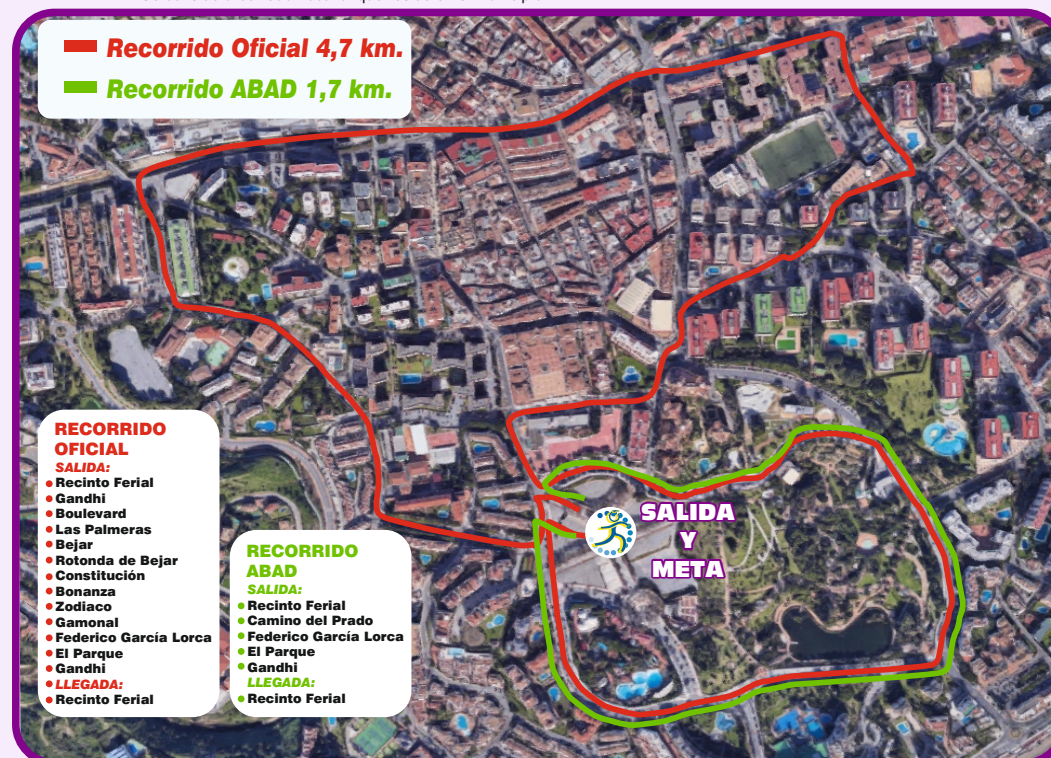 Recorrido Oficial 4,7 km.
Recorrido ABAD 1,7 km.
SALIDA
Y
META
RECORRIDO
OFICIAL
SALIDA:
Recinto Ferial
Gandhi
Boulevard
Las Palmeras
Bejar
Rotonda de Bejar
Constitución
Bonanza
Zodiaco
Gamonal
Federico García Lorca
El Parque
Gandhi
LLEGADA:
Recinto Ferial
RECORRIDO
ABAD
SALIDA:
Recinto Ferial
Camino del Prado
Federico García Lorca
El Parque
Gandhi
LLEGADA:
Recinto Ferial